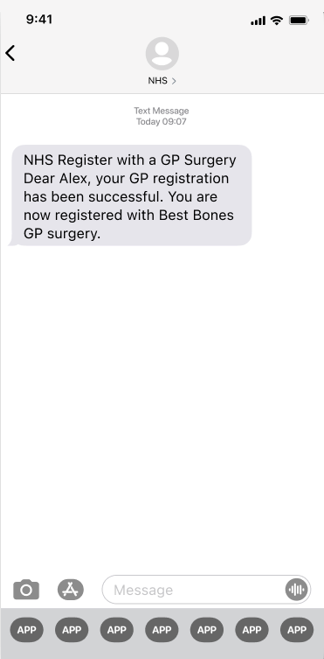 9:41
NHS >
Text Message
Today 09:07
NHS Register with a GP Surgery
Dear Alex, your GP registration
has been successful. You are
now registered with Best Bones
GP surgery.
Message
APP APP APP APP APP APP APP